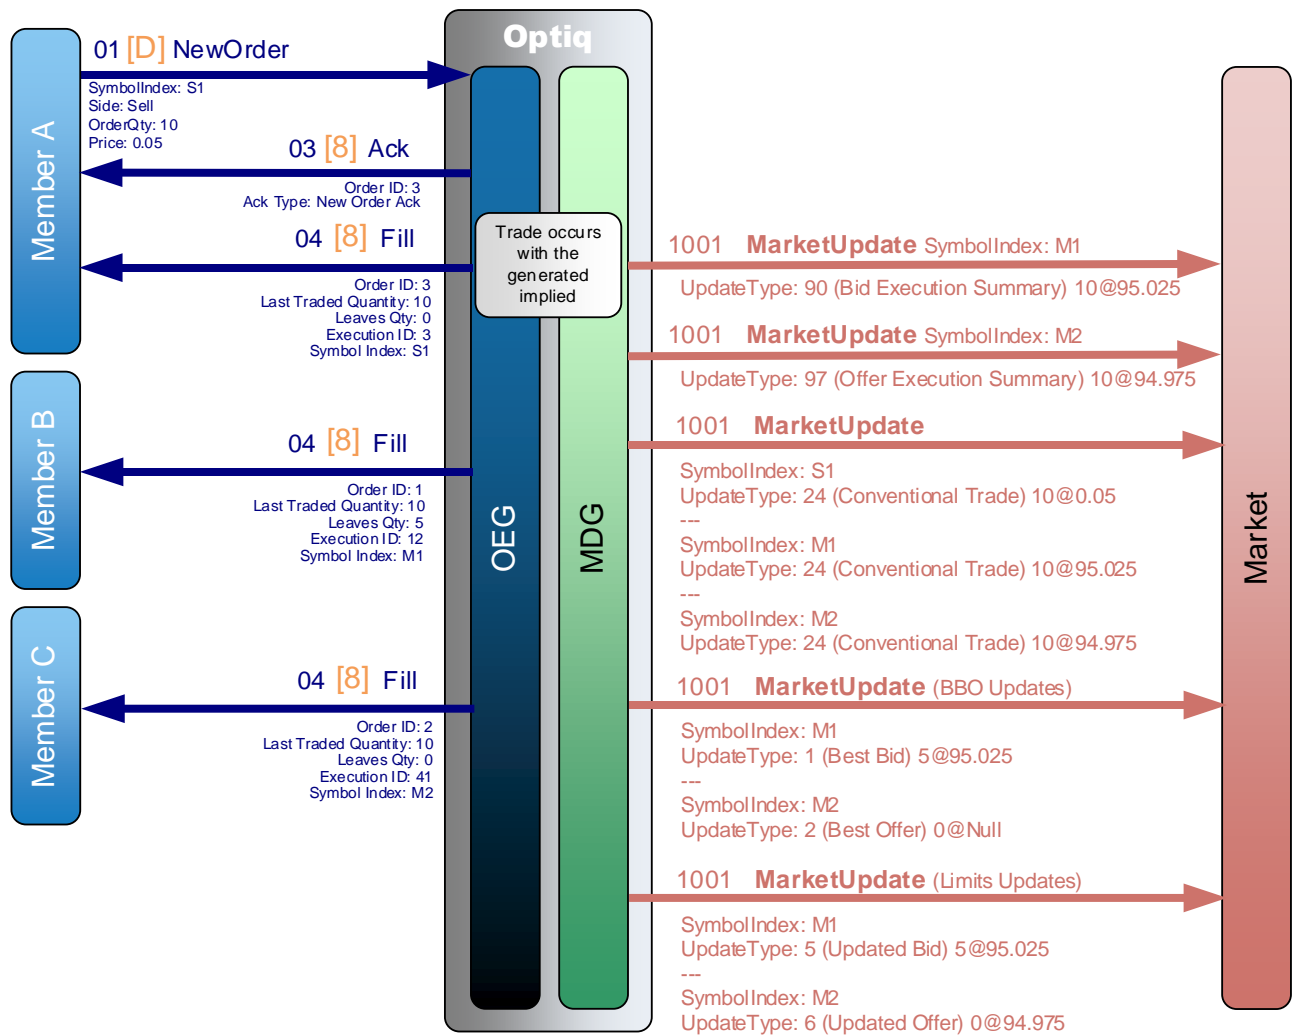 Optiq
Member A
01 [D] NewOrder
SymbolIndex: S1
Side: Sell
OrderQty: 10
Price: 0.05
03 [8] Ack
Order ID: 3
Ack Type: New Order Ack
04 [8] Fill
Order ID: 3
Last Traded Quantity: 10
Leaves Qty: 0
Execution ID: 3
Symbol Index: S1
Member B
04 [8] Fill
Order ID: 1
Last Traded Quantity: 10
Leaves Qty: 5
Execution ID: 12
Symbol Index: M1
Member C
04 [8] Fill
Order ID: 2
Last Traded Quantity: 10
Leaves Qty: 0
Execution ID: 41
Symbol Index: M2
OEG
MDG
Trade occurs
with the
generated
implied
1001 MarketUpdate SymbolIndex: M1
UpdateType: 90 (Bid Execution Summary) 10@95.025
1001 MarketUpdate SymbolIndex: M2
UpdateType: 97 (Offer Execution Summary) 10@94.975
1001 MarketUpdate
SymbolIndex: S1
UpdateType: 24 (Conventional Trade) 10@0.05
---
SymbolIndex: M1
UpdateType: 24 (Conventional Trade) 10@95.025
---
SymbolIndex: M2
UpdateType: 24 (Conventional Trade) 10@94.975
1001 MarketUpdate (BBO Updates)
SymbolIndex: M1
UpdateType: 1 (Best Bid) 5@95.025
---
SymbolIndex: M2
UpdateType: 2 (Best Offer) 0@Null
1001 MarketUpdate (Limits Updates)
SymbolIndex: M1
UpdateType: 5 (Updated Bid) 5@95.025
---
SymbolIndex: M2
UpdateType: 6 (Updated Offer) 0@94.975
Market